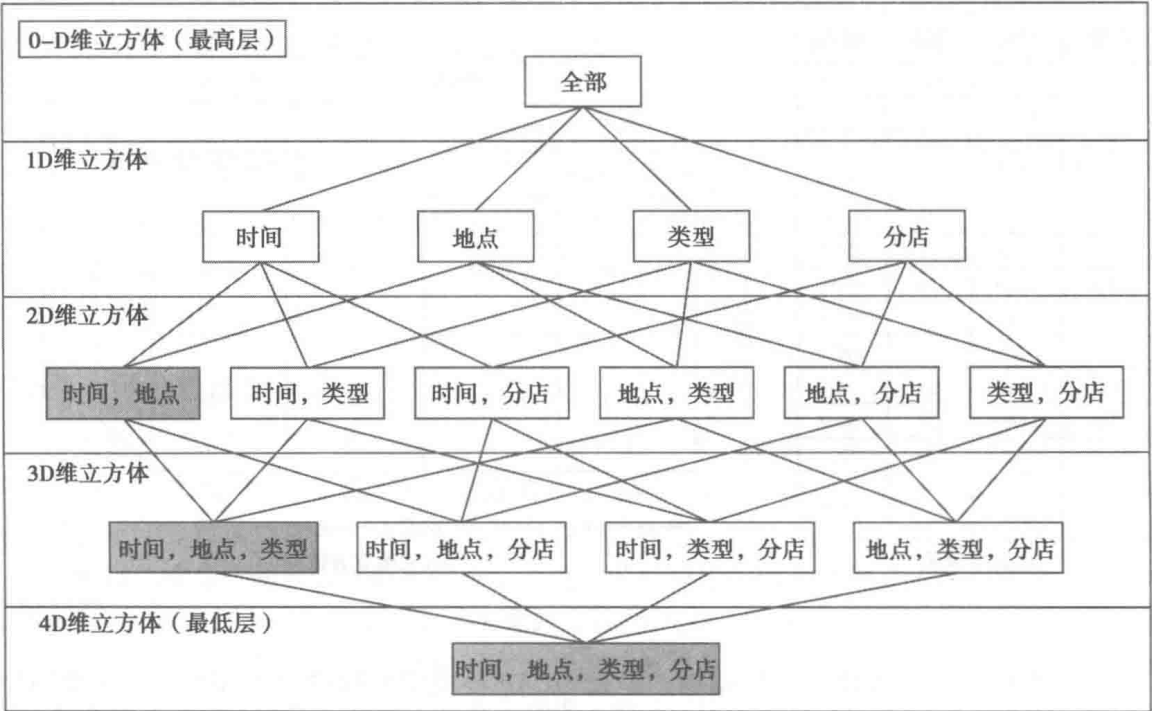 0-D维立方体（最高层）
全部
1D维立方体
时间
地点
类型
分店
2D维立方体
时间，地点
时间，类型
时间，分店
地点，类型
地点，分店
类型，分店
3D维立方体
时间，地点，类型
时间，地点，分店
时间，类型，分店
地点，类型，分店
4D维立方体（最低层）
时间，地点，类型，分店